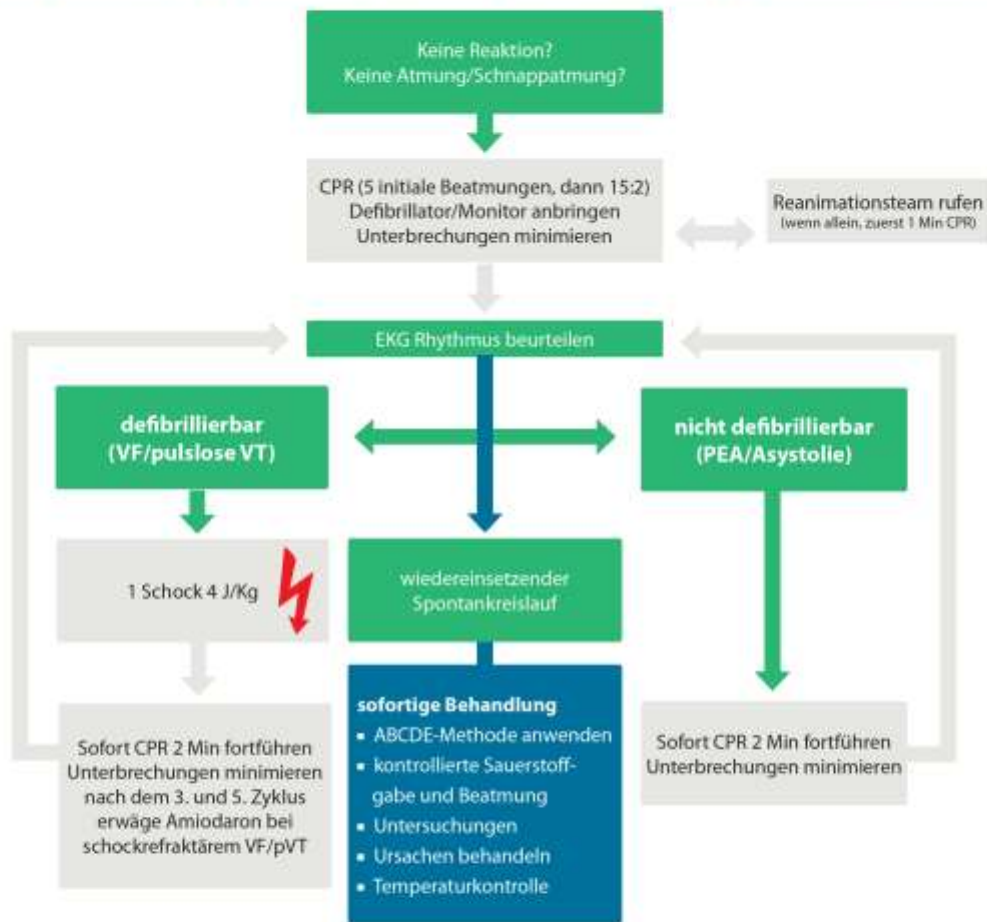 Keine Reaktion?
Keine Atmung/Schnappatmung?
CPR (5 initiale Beatmungen, dann 15:2)
Defibrillator/Monitor anbringen
Unterbrechungen minimieren
Reanimationsteam rufen
(wenn allein, zuerst 1 Min CPR)
EKG Rhythmus beurteilen
defibrillierbar
(VF/pulslose VT)
nicht defibrillierbar
(PEA/Asystolie)
1 Schock 4 J/Kg
wiedereinsetzender
Spontankreislauf
Sofort CPR 2 Min fortführen
Unterbrechungen minimieren
nach dem 3. und 5. Zyklus
erwäge Amiodaron bei
schockrefraktärem VF/pVT
sofortige Behandlung
▪ ABCDE-Methode anwenden
▪ kontrollierte Sauerstoff-
gabe und Beatmung
▪ Untersuchungen
▪ Ursachen behandeln
▪ Temperaturkontrolle
Sofort CPR 2 Min fortführen
Unterbrechungen minimieren